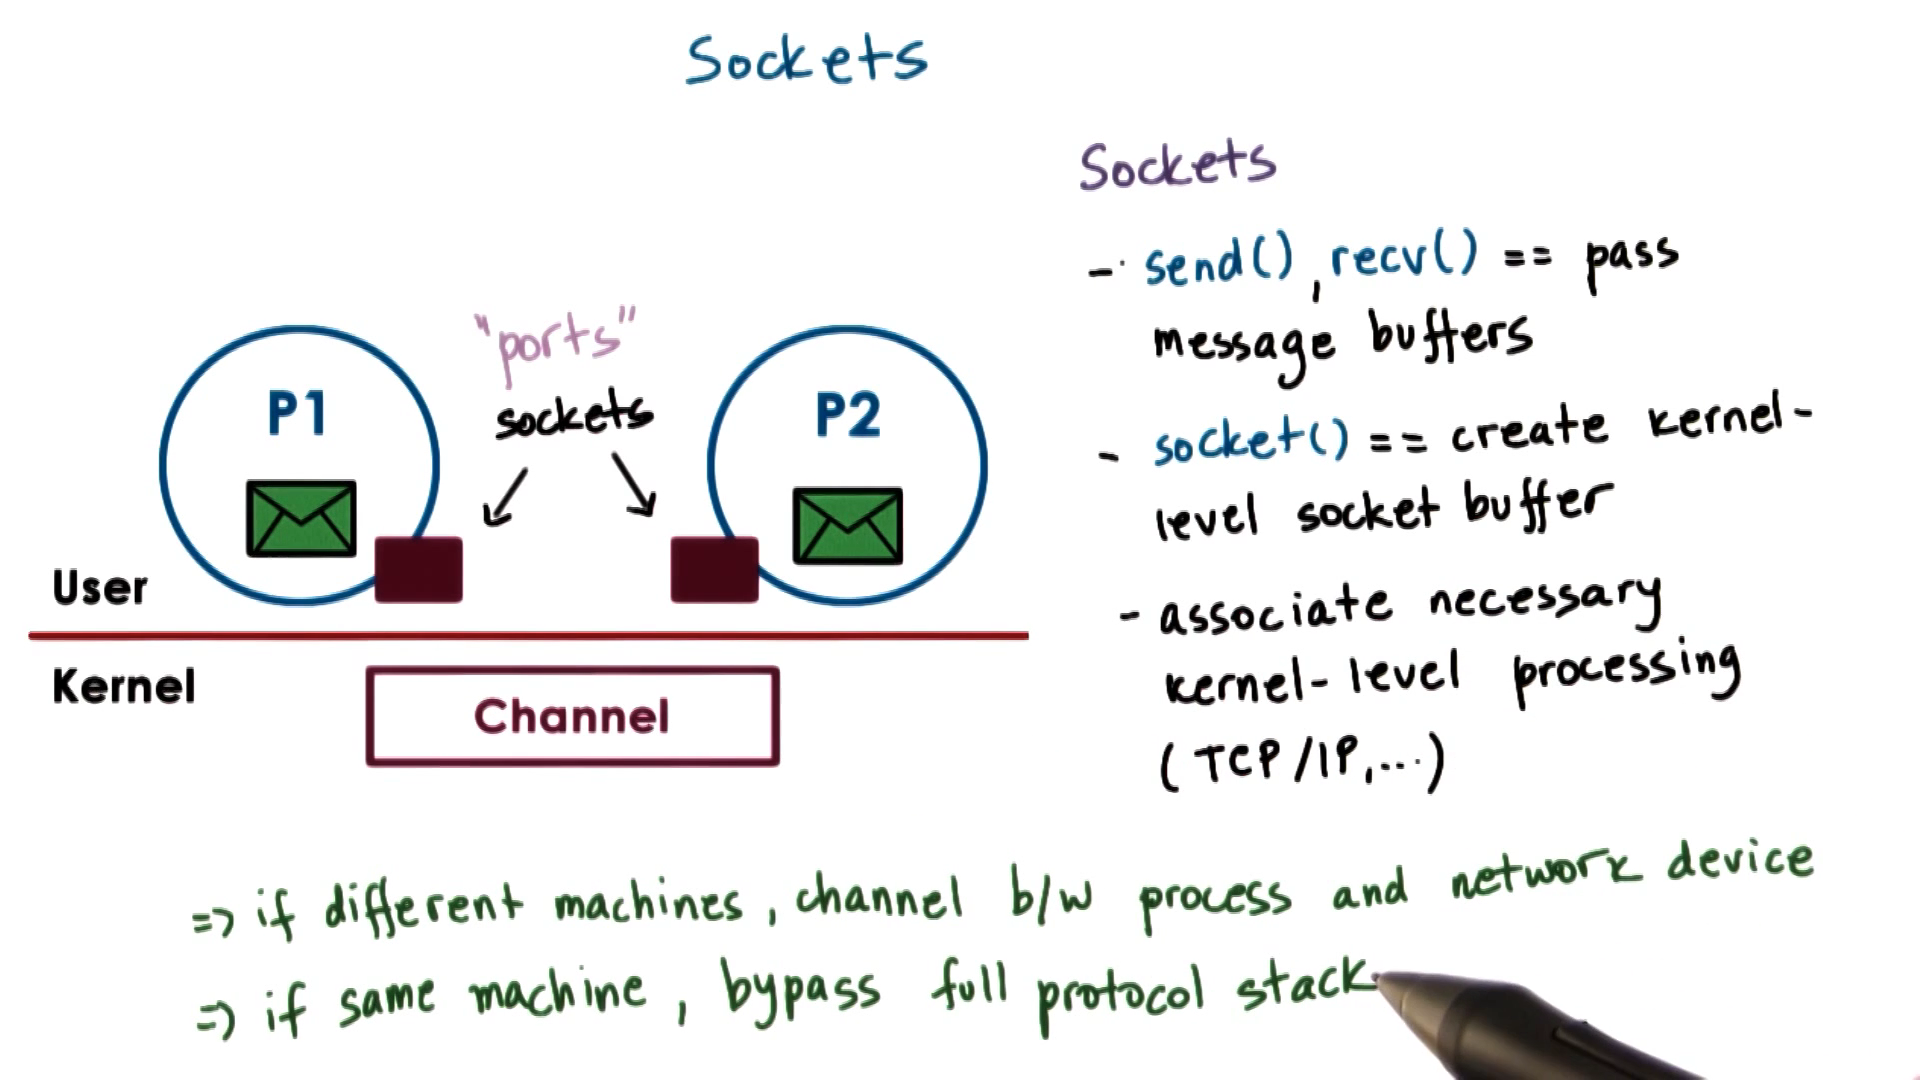 Sockets
Sockets
- send(), recv() == pass
message buffers
- socket() == create kernel-
level socket buffer
- associate necessary
kernel-level processing
(TCP/IP,...)
"ports"
sockets
P1
P2
User
Kernel
Channel
=> if different machines, channel b/w process and network device
=> if same machine, bypass full protocol stack